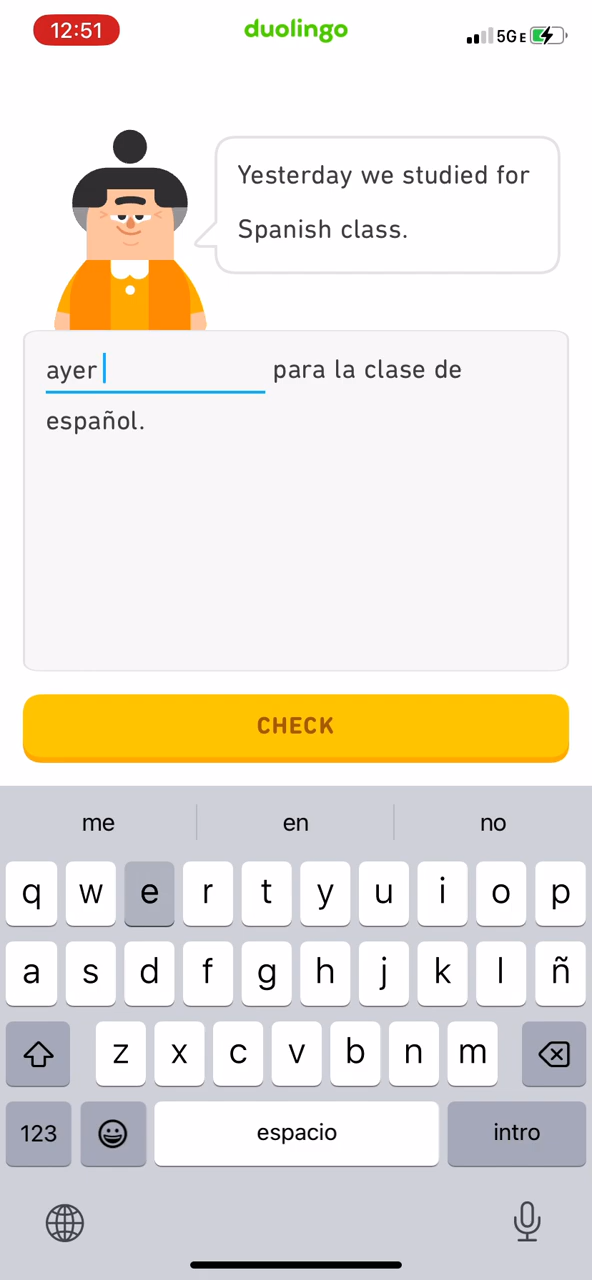 12:51
duolingo
5GE
Yesterday we studied for
Spanish class.
ayer
para la clase de
español.
CHECK
me
en
no
q w e r t y u i o p
a s d f g h j k l ñ
z x c v b n m
123
espacio
intro